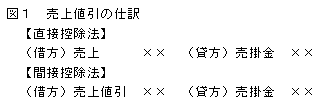 図１　売上値引の仕訳
【直接控除法】
（借方）売上　　　××　（貸方）売掛金　××
【間接控除法】
（借方）売上値引　××　（貸方）売掛金　××